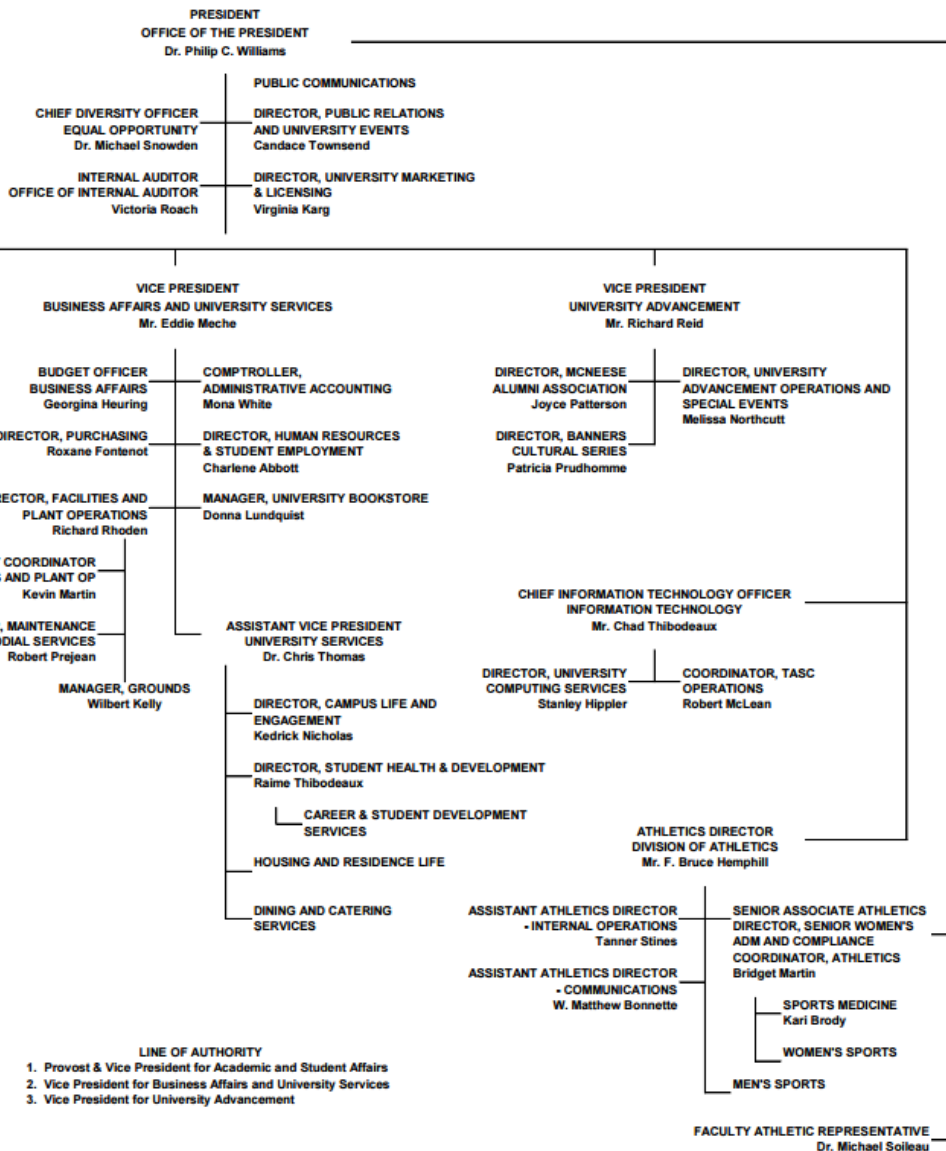 PRESIDENT
OFFICE OF THE PRESIDENT
Dr. Philip C. Williams
PUBLIC COMMUNICATIONS
CHIEF DIVERSITY OFFICER
EQUAL OPPORTUNITY
Dr. Michael Snowden
DIRECTOR, PUBLIC RELATIONS
AND UNIVERSITY EVENTS
Candace Townsend
INTERNAL AUDITOR
OFFICE OF INTERNAL AUDITOR
Victoria Roach
DIRECTOR, UNIVERSITY MARKETING
& LICENSING
Virginia Karg
VICE PRESIDENT
BUSINESS AFFAIRS AND UNIVERSITY SERVICES
Mr. Eddie Meche
BUDGET OFFICER
BUSINESS AFFAIRS
Georgina Heuring
COMPTROLLER,
ADMINISTRATIVE ACCOUNTING
Mona White
DIRECTOR, PURCHASING
Roxane Fontenot
DIRECTOR, HUMAN RESOURCES
& STUDENT EMPLOYMENT
Charlene Abbott
RECTOR, FACILITIES AND
PLANT OPERATIONS
Richard Rhoden
MANAGER, UNIVERSITY BOOKSTORE
Donna Lundquist
COORDINATOR
AND PLANT OP
Kevin Martin
, MAINTENANCE
ODIAL SERVICES
Robert Prejean
MANAGER, GROUNDS
Wilbert Kelly
ASSISTANT VICE PRESIDENT
UNIVERSITY SERVICES
Dr. Chris Thomas
DIRECTOR, CAMPUS LIFE AND
ENGAGEMENT
Kedrick Nicholas
DIRECTOR, STUDENT HEALTH & DEVELOPMENT
Raime Thibodeaux
CAREER & STUDENT DEVELOPMENT
SERVICES
HOUSING AND RESIDENCE LIFE
DINING AND CATERING
SERVICES
VICE PRESIDENT
UNIVERSITY ADVANCEMENT
Mr. Richard Reid
DIRECTOR, MCNEESE
ALUMNI ASSOCIATION
Joyce Patterson
DIRECTOR, UNIVERSITY
ADVANCEMENT OPERATIONS AND
SPECIAL EVENTS
Melissa Northcutt
DIRECTOR, BANNERS
CULTURAL SERIES
Patricia Prudhomme
CHIEF INFORMATION TECHNOLOGY OFFICER
INFORMATION TECHNOLOGY
Mr. Chad Thibodeaux
DIRECTOR, UNIVERSITY
COMPUTING SERVICES
Stanley Hippler
COORDINATOR, TASC
OPERATIONS
Robert McLean
ATHLETICS DIRECTOR
DIVISION OF ATHLETICS
Mr. F. Bruce Hemphill
ASSISTANT ATHLETICS DIRECTOR
- INTERNAL OPERATIONS
Tanner Stines
SENIOR ASSOCIATE ATHLETICS
DIRECTOR, SENIOR WOMEN'S
ADM AND COMPLIANCE
COORDINATOR, ATHLETICS
Bridget Martin
ASSISTANT ATHLETICS DIRECTOR
- COMMUNICATIONS
W. Matthew Bonnette
SPORTS MEDICINE
Kari Brody
WOMEN'S SPORTS
MEN'S SPORTS
FACULTY ATHLETIC REPRESENTATIVE
Dr. Michael Soileau
LINE OF AUTHORITY
1. Provost & Vice President for Academic and Student Affairs
2. Vice President for Business Affairs and University Services
3. Vice President for University Advancement